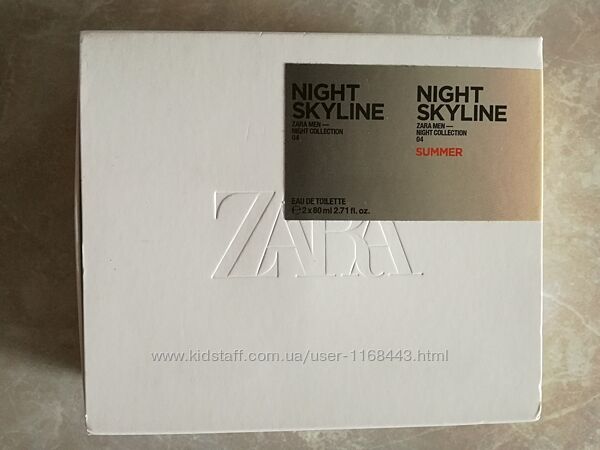 NIGHT
SKYLINE
ZARA MEN —
NIGHT COLLECTION
04
EAU DE TOILETTE
℮ 2 x 80 ml 2.71 fl. oz.
NIGHT
SKYLINE
ZARA MEN —
NIGHT COLLECTION
04
SUMMER
ZARA
www.kidstaff.com.ua/user-1168443.html